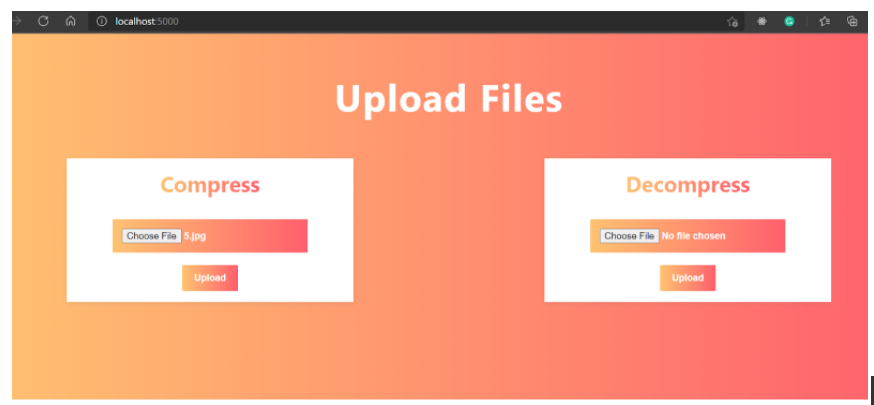 localhost:5000
Upload Files
Compress
Choose File 5.jpg
Upload
Decompress
Choose File No file chosen
Upload